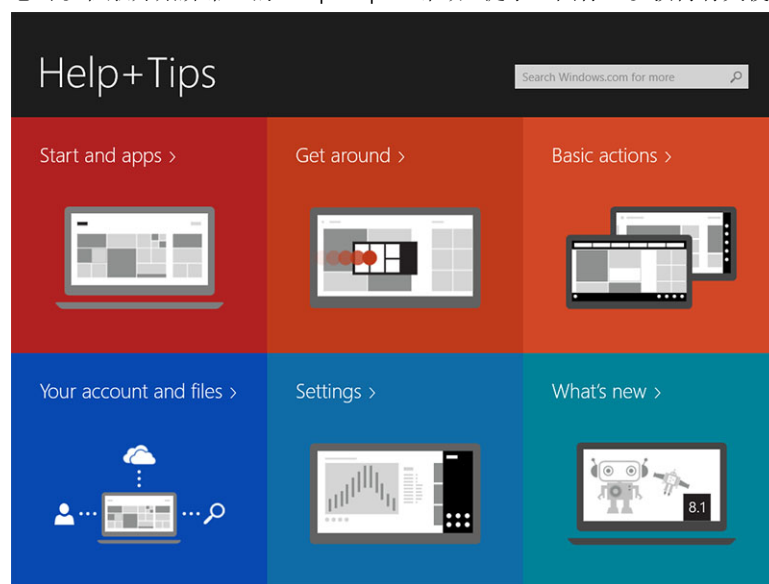 Help+Tips
Search Windows.com for more
Start and apps >
Get around >
Basic actions >
Your account and files >
Settings >
What's new >
8.1